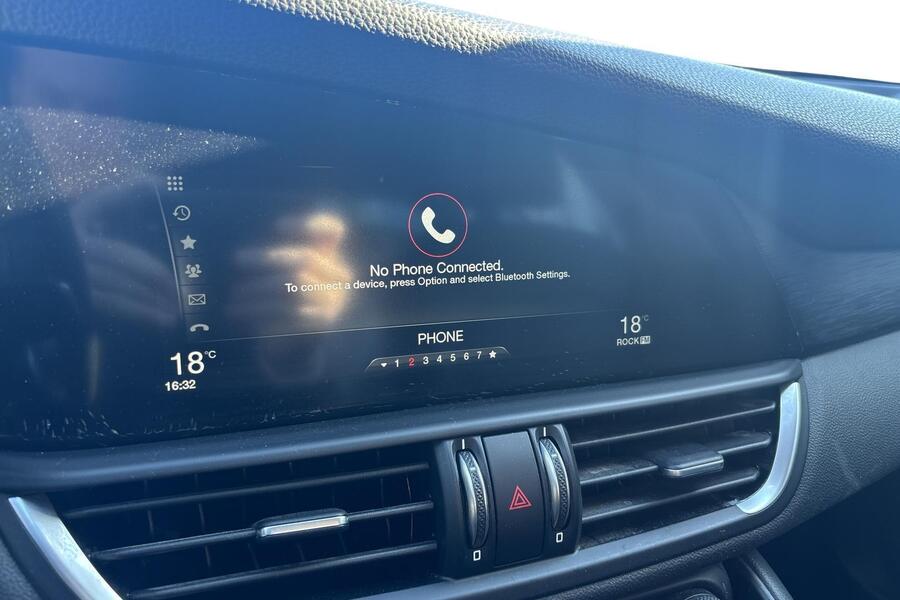 No Phone Connected.
To connect a device, press Option and select Bluetooth Settings.
PHONE
1 2 3 4 5 6 7
18°C
16:32
18°C
ROCK FM